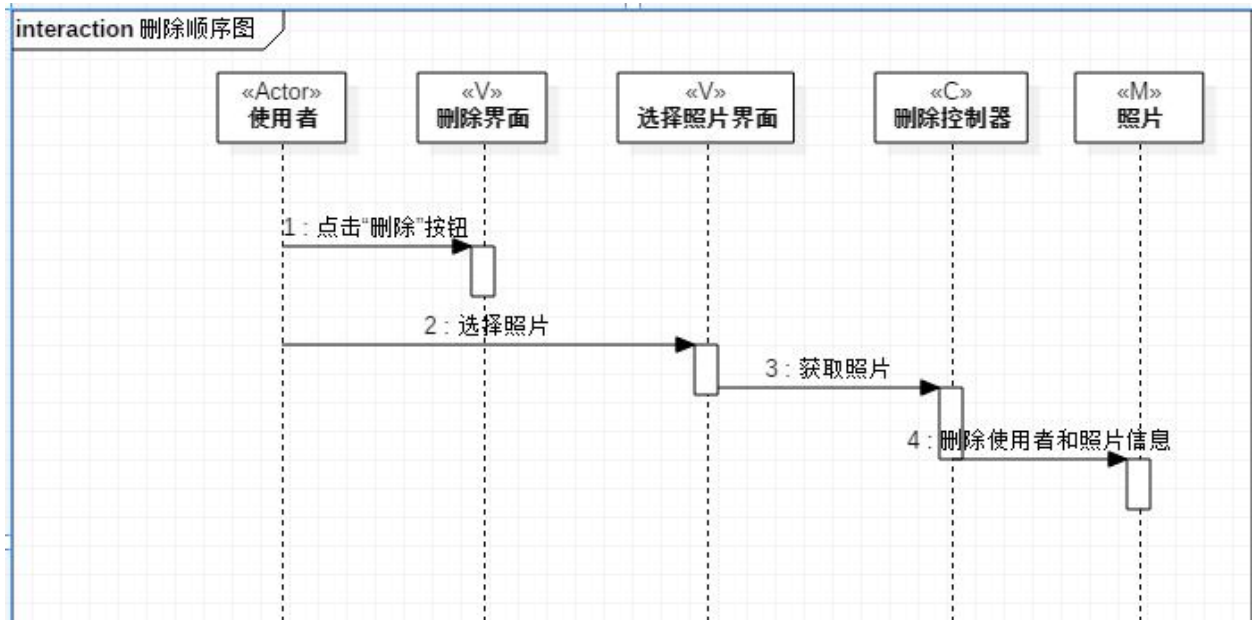 interaction 删除顺序图
«Actor»
使用者
«V»
删除界面
«V»
选择照片界面
«C»
删除控制器
«M»
照片
1 : 点击“删除”按钮
2 : 选择照片
3 : 获取照片
4 : 删除使用者和照片信息